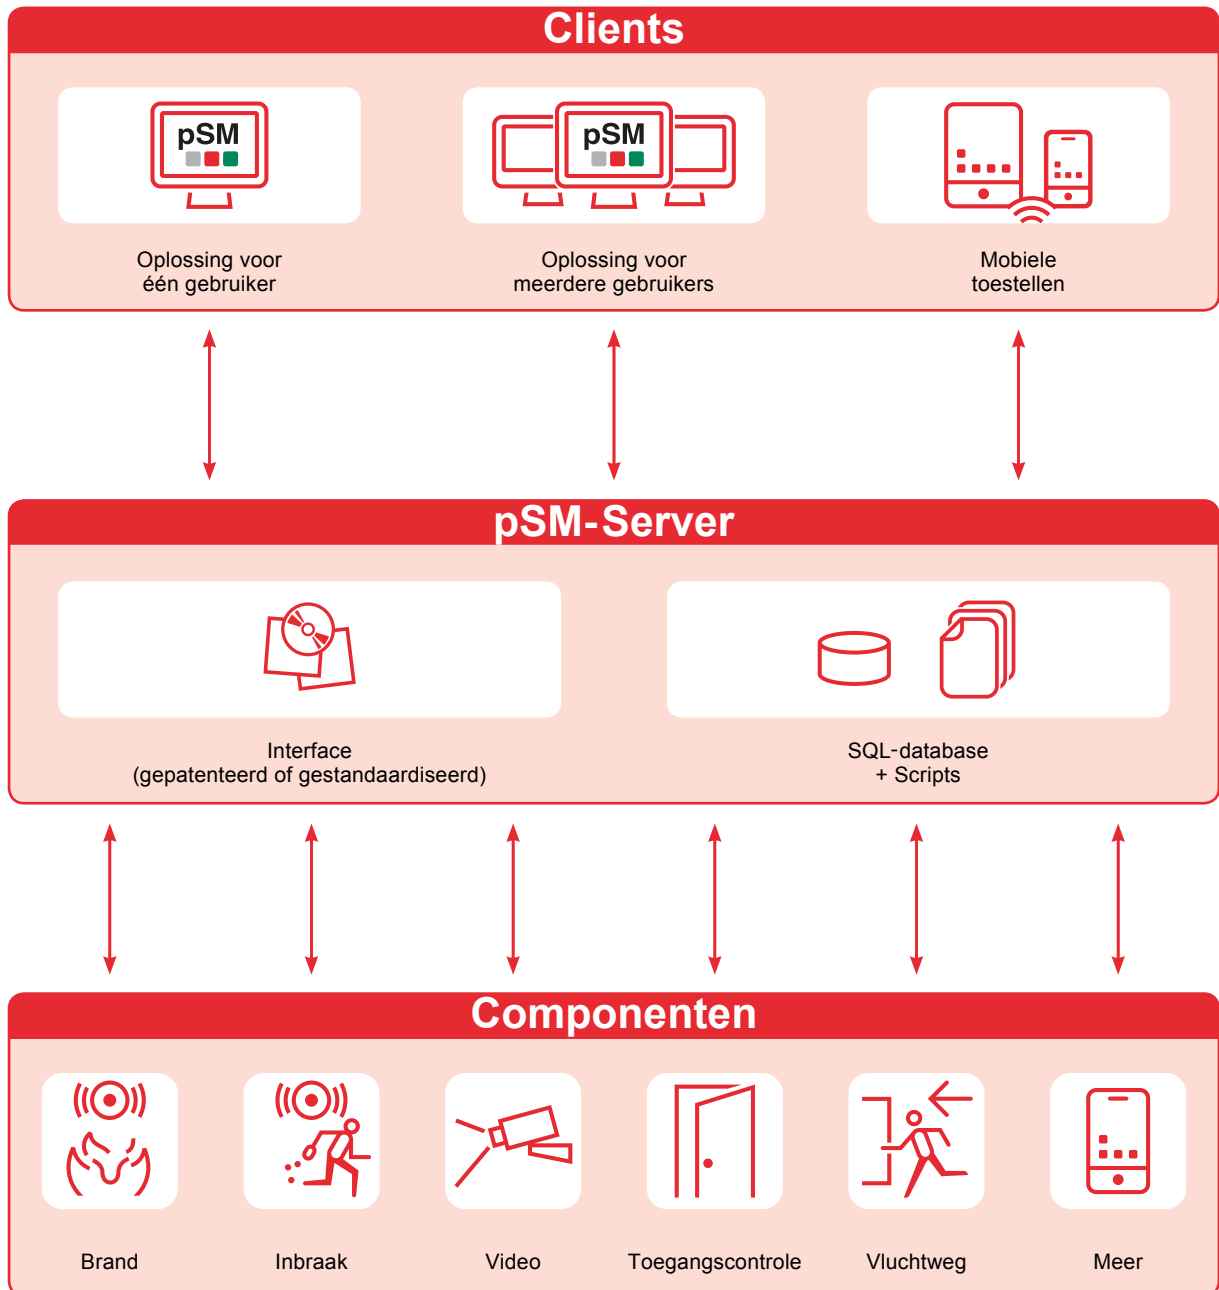 Clients
pSM
pSM
Oplossing voor
één gebruiker
Oplossing voor
meerdere gebruikers
Mobiele
toestellen
pSM-Server
Interface
(gepatenteerd of gestandaardiseerd)
SQL-database
+ Scripts
Componenten
Brand
Inbraak
Video
Toegangscontrole
Vluchtweg
Meer